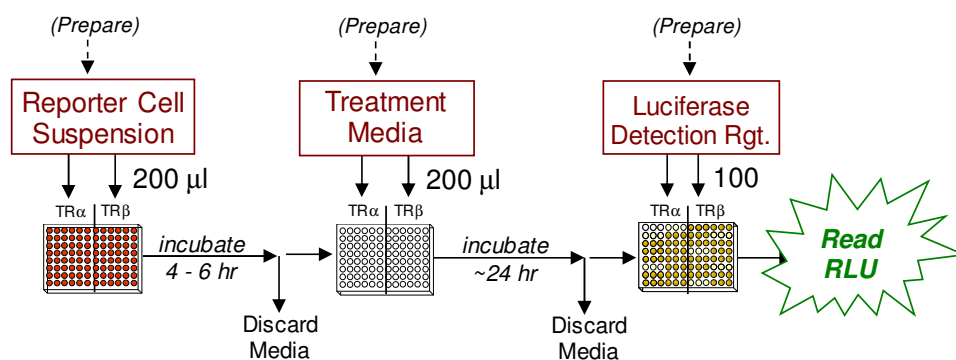 (Prepare)
(Prepare)
(Prepare)
Reporter Cell
Suspension
Treatment
Media
Luciferase
Detection Rgt.
200 µl
200 µl
100
TRα TRβ
TRα TRβ
TRα TRβ
incubate
4 - 6 hr
incubate
~24 hr
Read
RLU
Discard
Media
Discard
Media